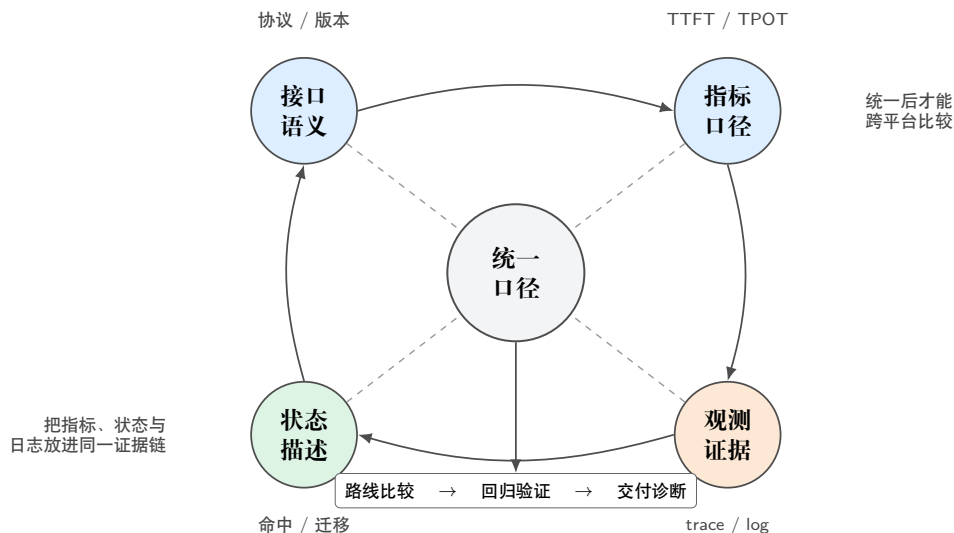 协议 / 版本
TTFT / TPOT
接口
语义
指标
口径
统一后才能
跨平台比较
统一
口径
状态
描述
观测
证据
把指标、状态与
日志放进同一证据链
路线比较 → 回归验证 → 交付诊断
命中 / 迁移
trace / log